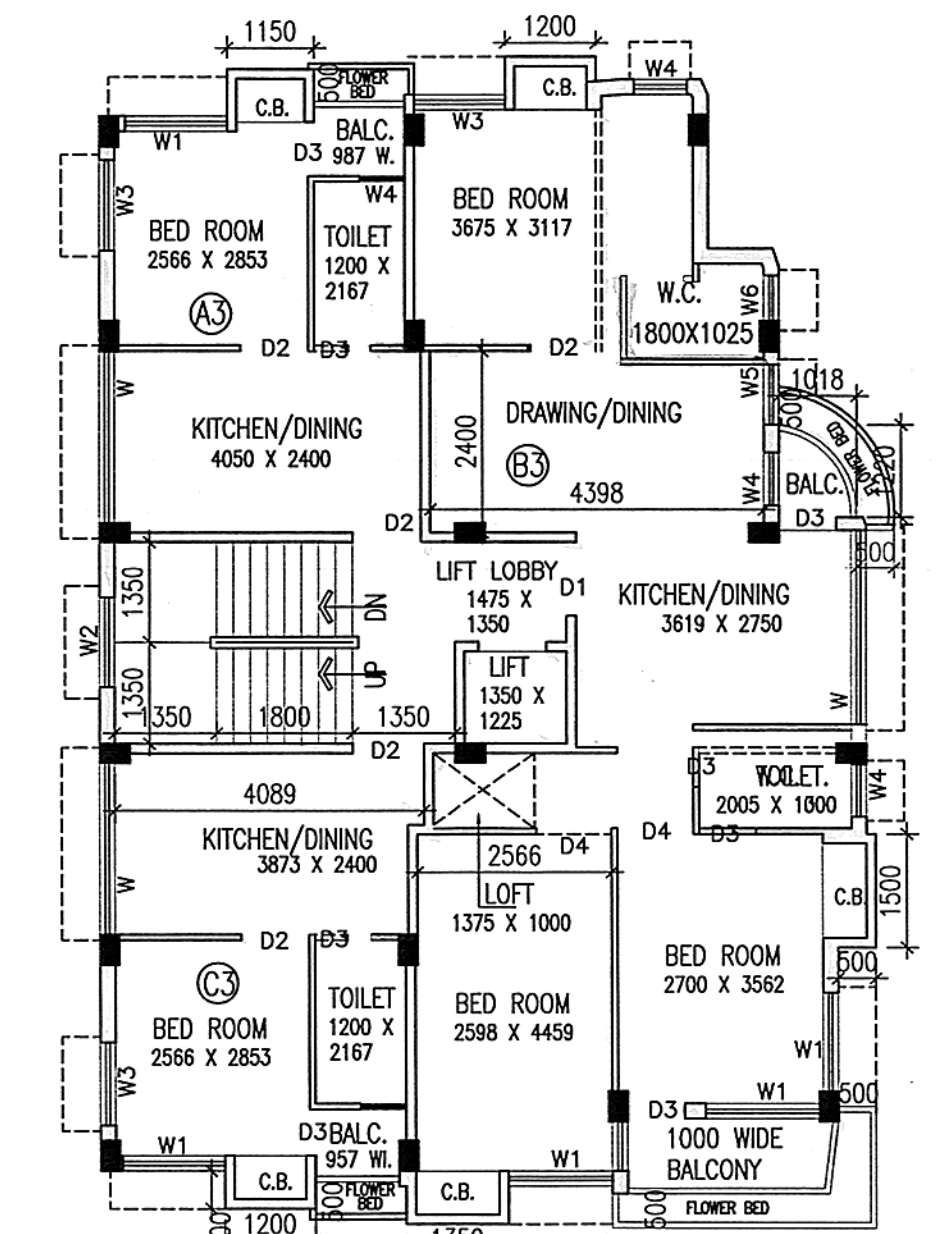 1150
1200
W4
500
FLOWER
BED
C.B.
C.B.
W1
W3
BALC.
D3 987 W.
W4
W3
BED ROOM
2566 X 2853
TOILET
1200 X
2167
BED ROOM
3675 X 3117
A3
W.C.
1800X1025
W6
D2
D3
D2
W
W5
1018
500
FLOWER BED
KITCHEN/DINING
4050 X 2400
2400
DRAWING/DINING
B3
4398
W4
BALC.
D3
D2
500
1350
DN
LIFT LOBBY
1475 X
1350
D1
KITCHEN/DINING
3619 X 2750
W2
UP
LIFT
1350 X
1225
1350
W
1350
1800
1350
D2
D3
TOILET.
2005 X 1000
W4
4089
KITCHEN/DINING
3873 X 2400
D4
D4
D3
2566
W
LOFT
1375 X 1000
C.B.
1500
D2
D3
BED ROOM
2700 X 3562
500
C3
BED ROOM
2566 X 2853
TOILET
1200 X
2167
BED ROOM
2598 X 4459
W3
W1
W1
500
D3
D3 BALC.
957 WI.
W1
W1
1000 WIDE
BALCONY
C.B.
500
FLOWER
BED
C.B.
500
FLOWER BED
1200